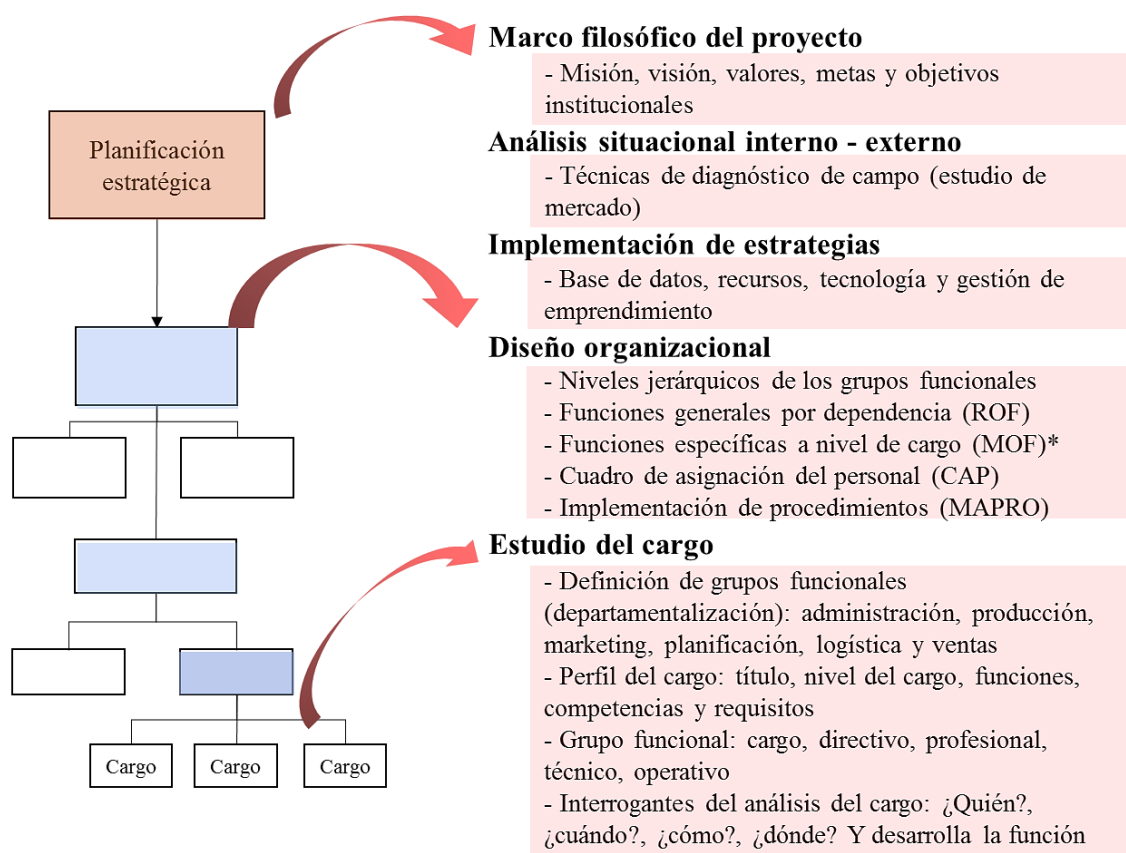 Planificación
estratégica
Cargo
Cargo
Cargo
Marco filosófico del proyecto
- Misión, visión, valores, metas y objetivos
institucionales
Análisis situacional interno - externo
- Técnicas de diagnóstico de campo (estudio de
mercado)
Implementación de estrategias
- Base de datos, recursos, tecnología y gestión de
emprendimiento
Diseño organizacional
- Niveles jerárquicos de los grupos funcionales
- Funciones generales por dependencia (ROF)
- Funciones específicas a nivel de cargo (MOF)*
- Cuadro de asignación del personal (CAP)
- Implementación de procedimientos (MAPRO)
Estudio del cargo
- Definición de grupos funcionales
(departamentalización): administración, producción,
marketing, planificación, logística y ventas
- Perfil del cargo: título, nivel del cargo, funciones,
competencias y requisitos
- Grupo funcional: cargo, directivo, profesional,
técnico, operativo
- Interrogantes del análisis del cargo: ¿Quién?,
¿cuándo?, ¿cómo?, ¿dónde? Y desarrolla la función